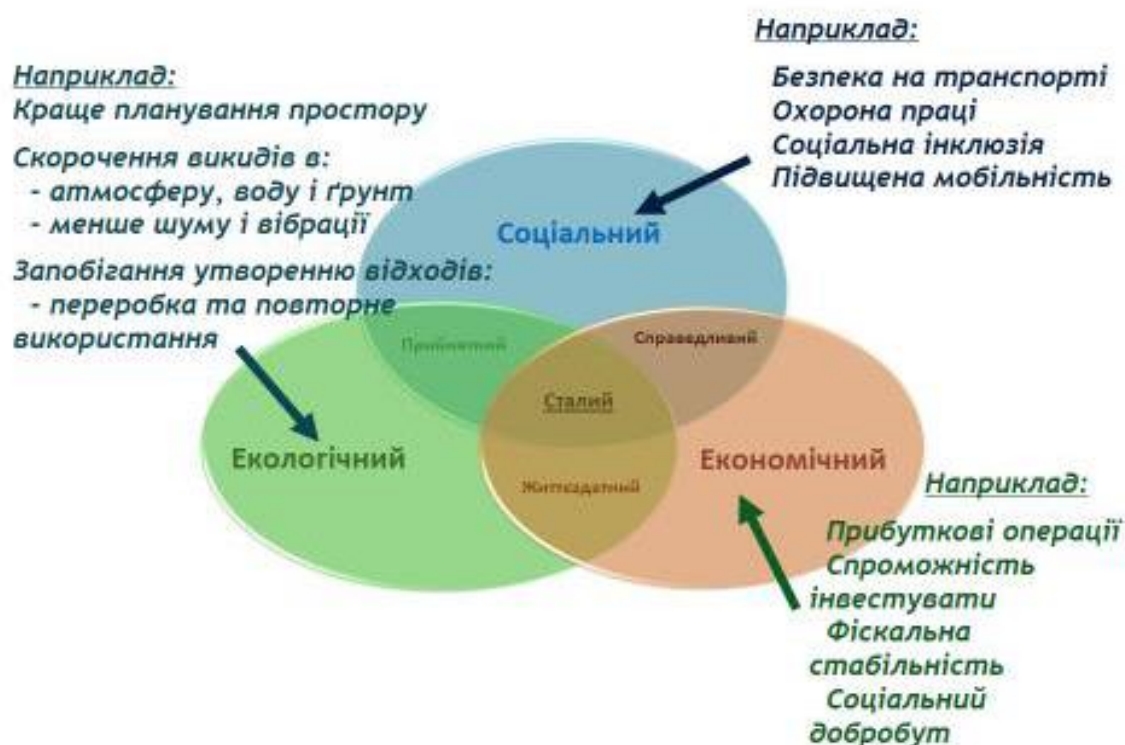 Наприклад:
Краще планування простору
Скорочення викидів в:
- атмосферу, воду і ґрунт
- менше шуму і вібрації
Запобігання утворенню відходів:
- переробка та повторне
використання
Наприклад:
Безпека на транспорті
Охорона праці
Соціальна інклюзія
Підвищена мобільність
Соціальний
Прийнятний
Справедливий
Сталий
Екологічний
Економічний
Життєздатний
Наприклад:
Прибуткові операції
Спроможність
інвестувати
Фіскальна
стабільність
Соціальний
добробут